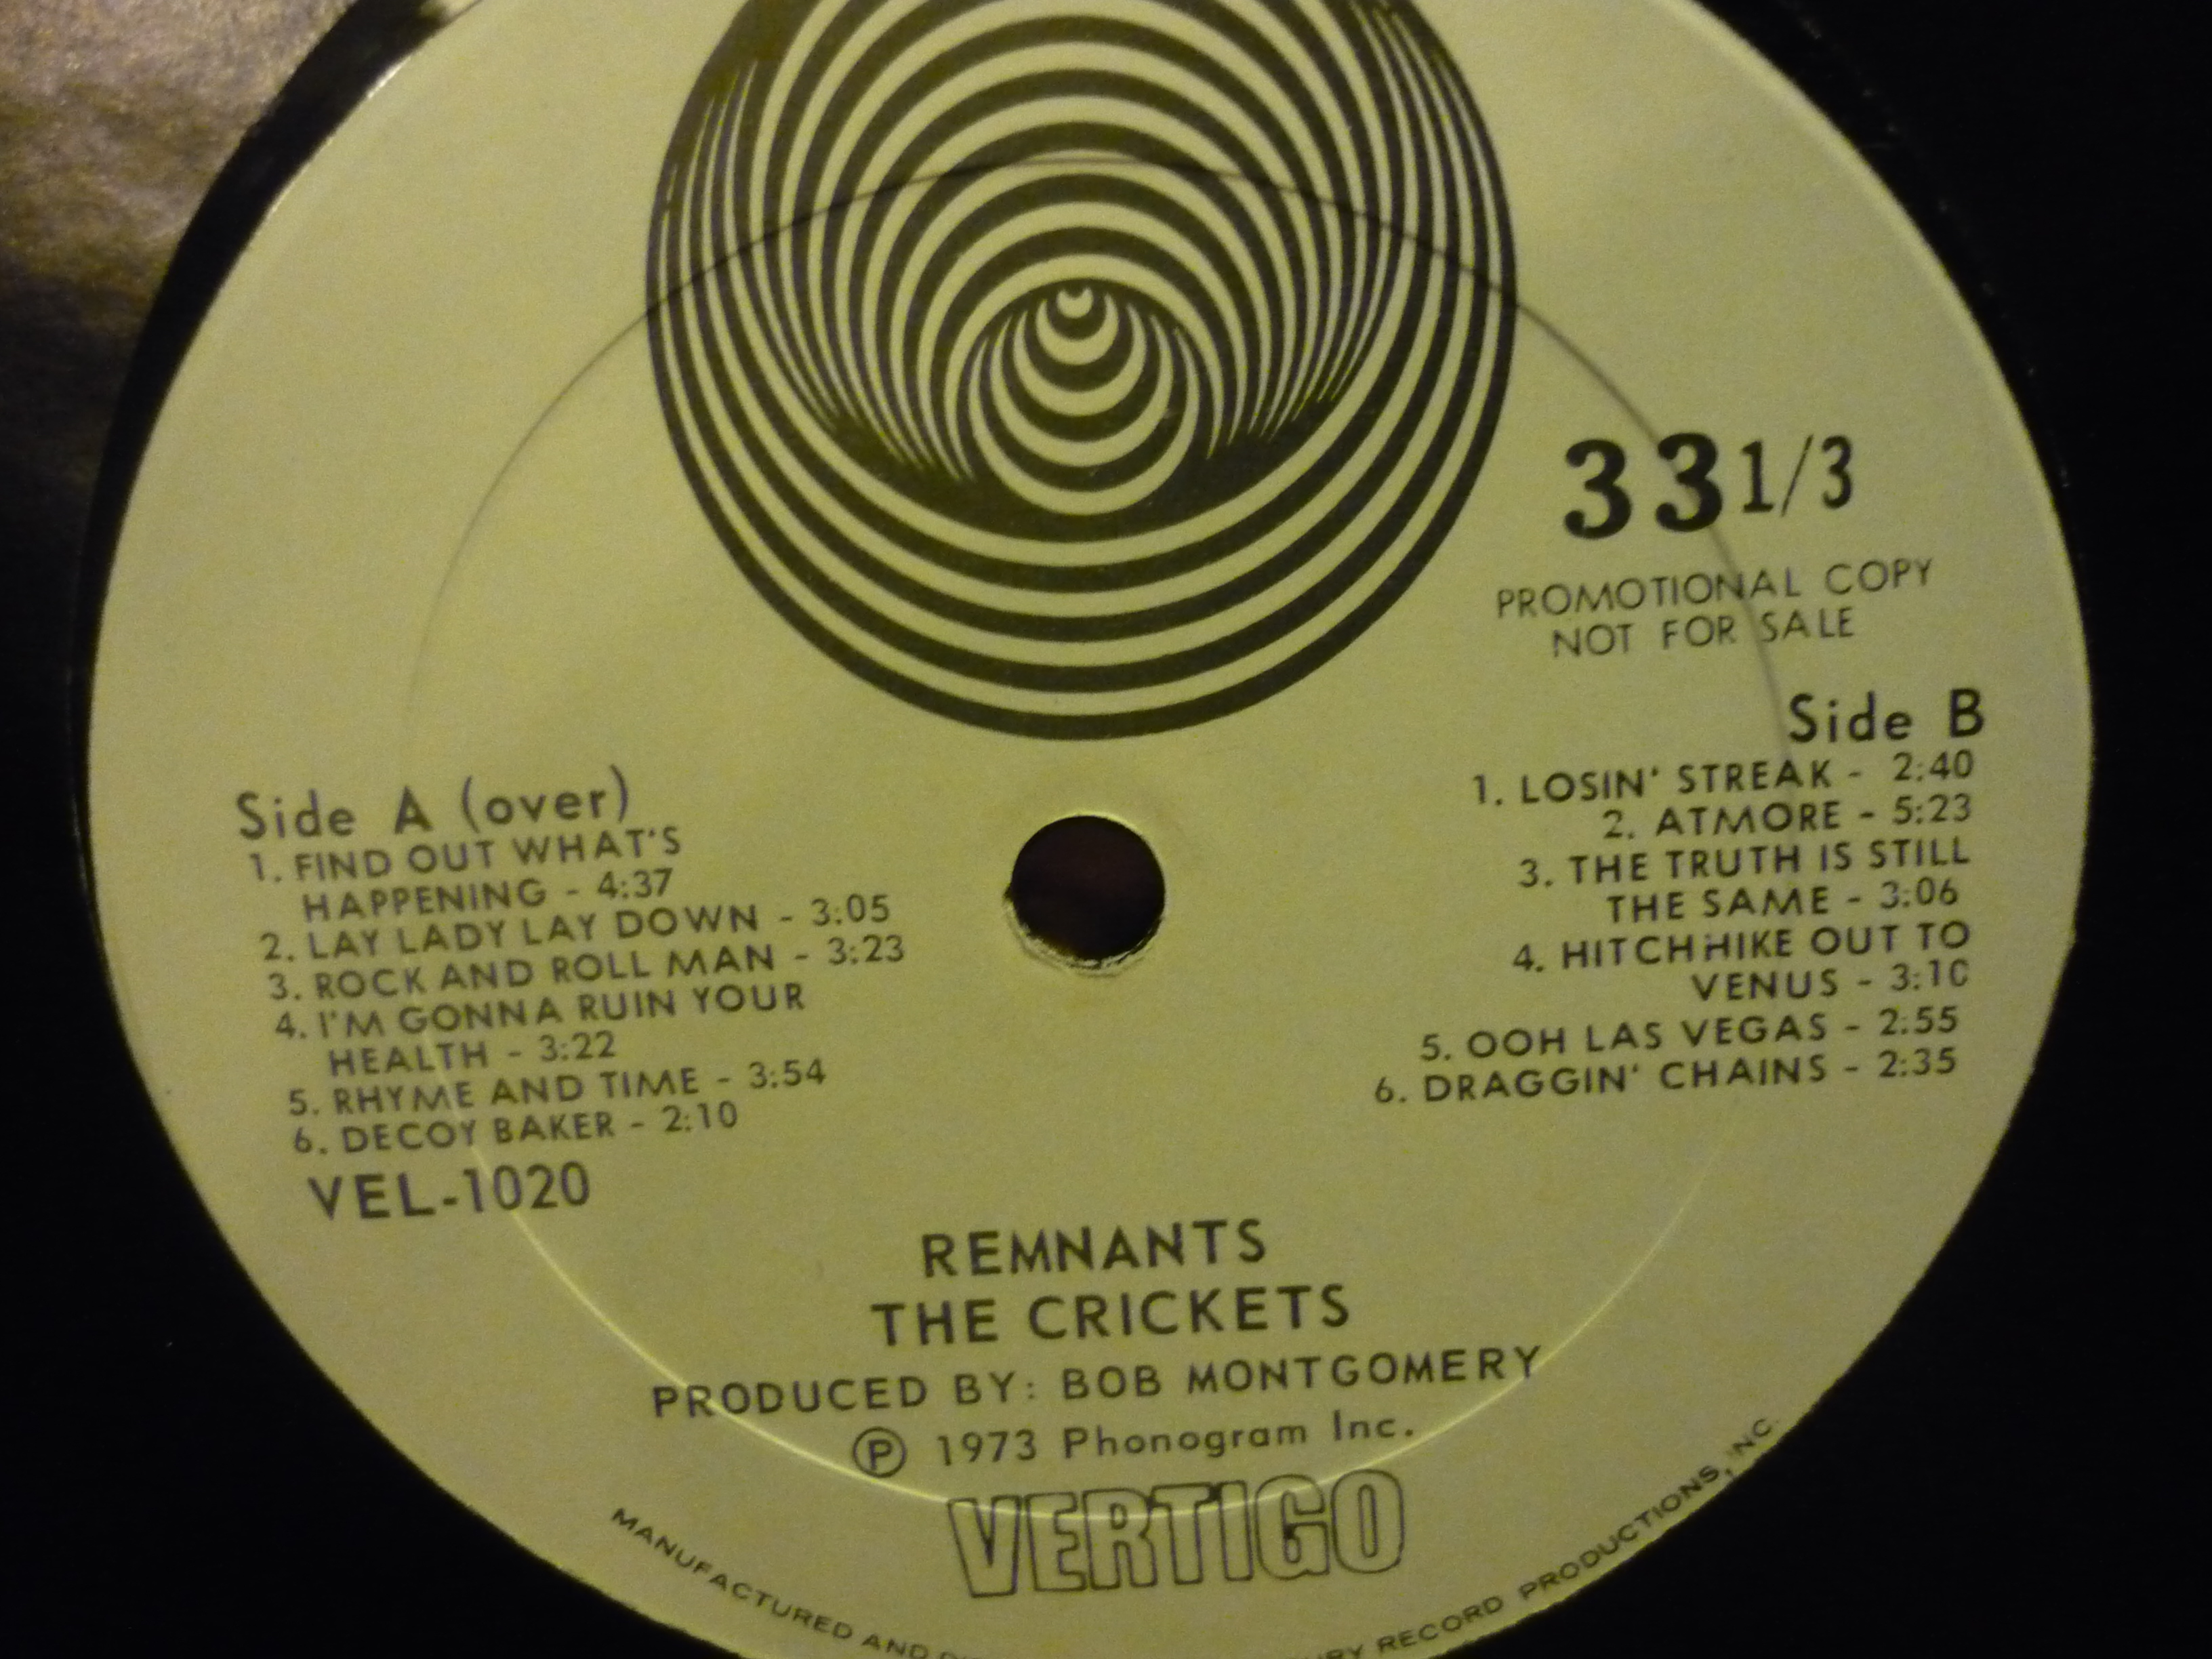 33 1/3
PROMOTIONAL COPY
NOT FOR SALE
Side A (over)
1. FIND OUT WHAT'S
HAPPENING - 4:37
2. LAY LADY LAY DOWN - 3:05
3. ROCK AND ROLL MAN - 3:23
4. I'M GONNA RUIN YOUR
HEALTH - 3:22
5. RHYME AND TIME - 3:54
6. DECOY BAKER - 2:10
VEL-1020
Side B
1. LOSIN' STREAK - 2:40
2. ATMORE - 5:23
3. THE TRUTH IS STILL
THE SAME - 3:06
4. HITCHHIKE OUT TO
VENUS - 3:10
5. OOH LAS VEGAS - 2:55
6. DRAGGIN' CHAINS - 2:35
REMNANTS
THE CRICKETS
PRODUCED BY: BOB MONTGOMERY
Ⓟ 1973 Phonogram Inc.
VERTIGO
MANUFACTURED AND RECORD PRODUCTIONS, INC.